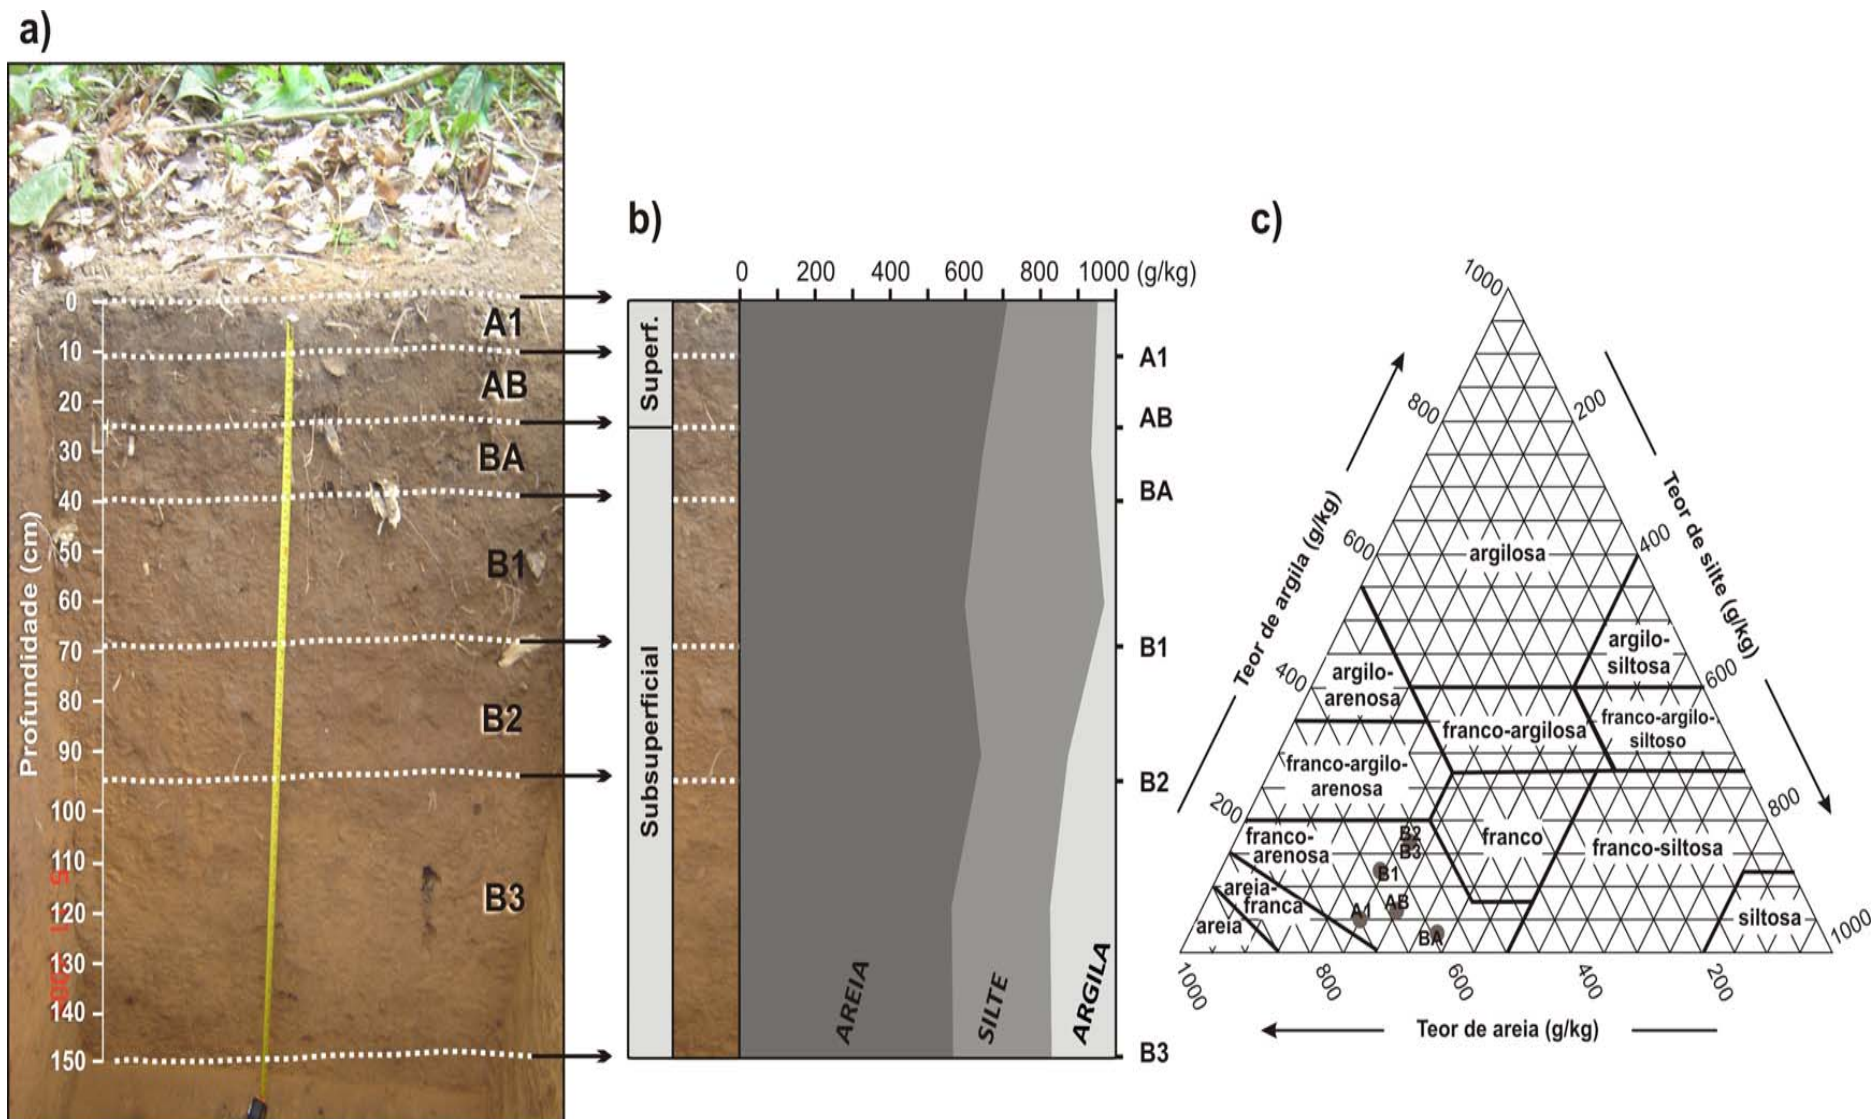 a)
Profundidade (cm)
0
10
20
30
40
50
60
70
80
90
100
110
120
130
140
150
A1
AB
BA
B1
B2
B3
b)
0 200 400 600 800 1000 (g/kg)
Superf.
Subsuperficial
AREIA
SILTE
ARGILA
A1
AB
BA
B1
B2
B3
c)
Teor de argila (g/kg)
1000
800
600
400
200
Teor de silte (g/kg)
200
400
600
800
1000
argilosa
argilo-
siltosa
argilo-
arenosa
franco-argilosa
franco-argilo-
siltoso
franco-argilo-
arenosa
franco-
arenosa
franco
franco-siltosa
areia-
franca
areia
siltosa
B2
B3
B1
AB
A1
BA
1000
800
600
400
200
Teor de areia (g/kg)